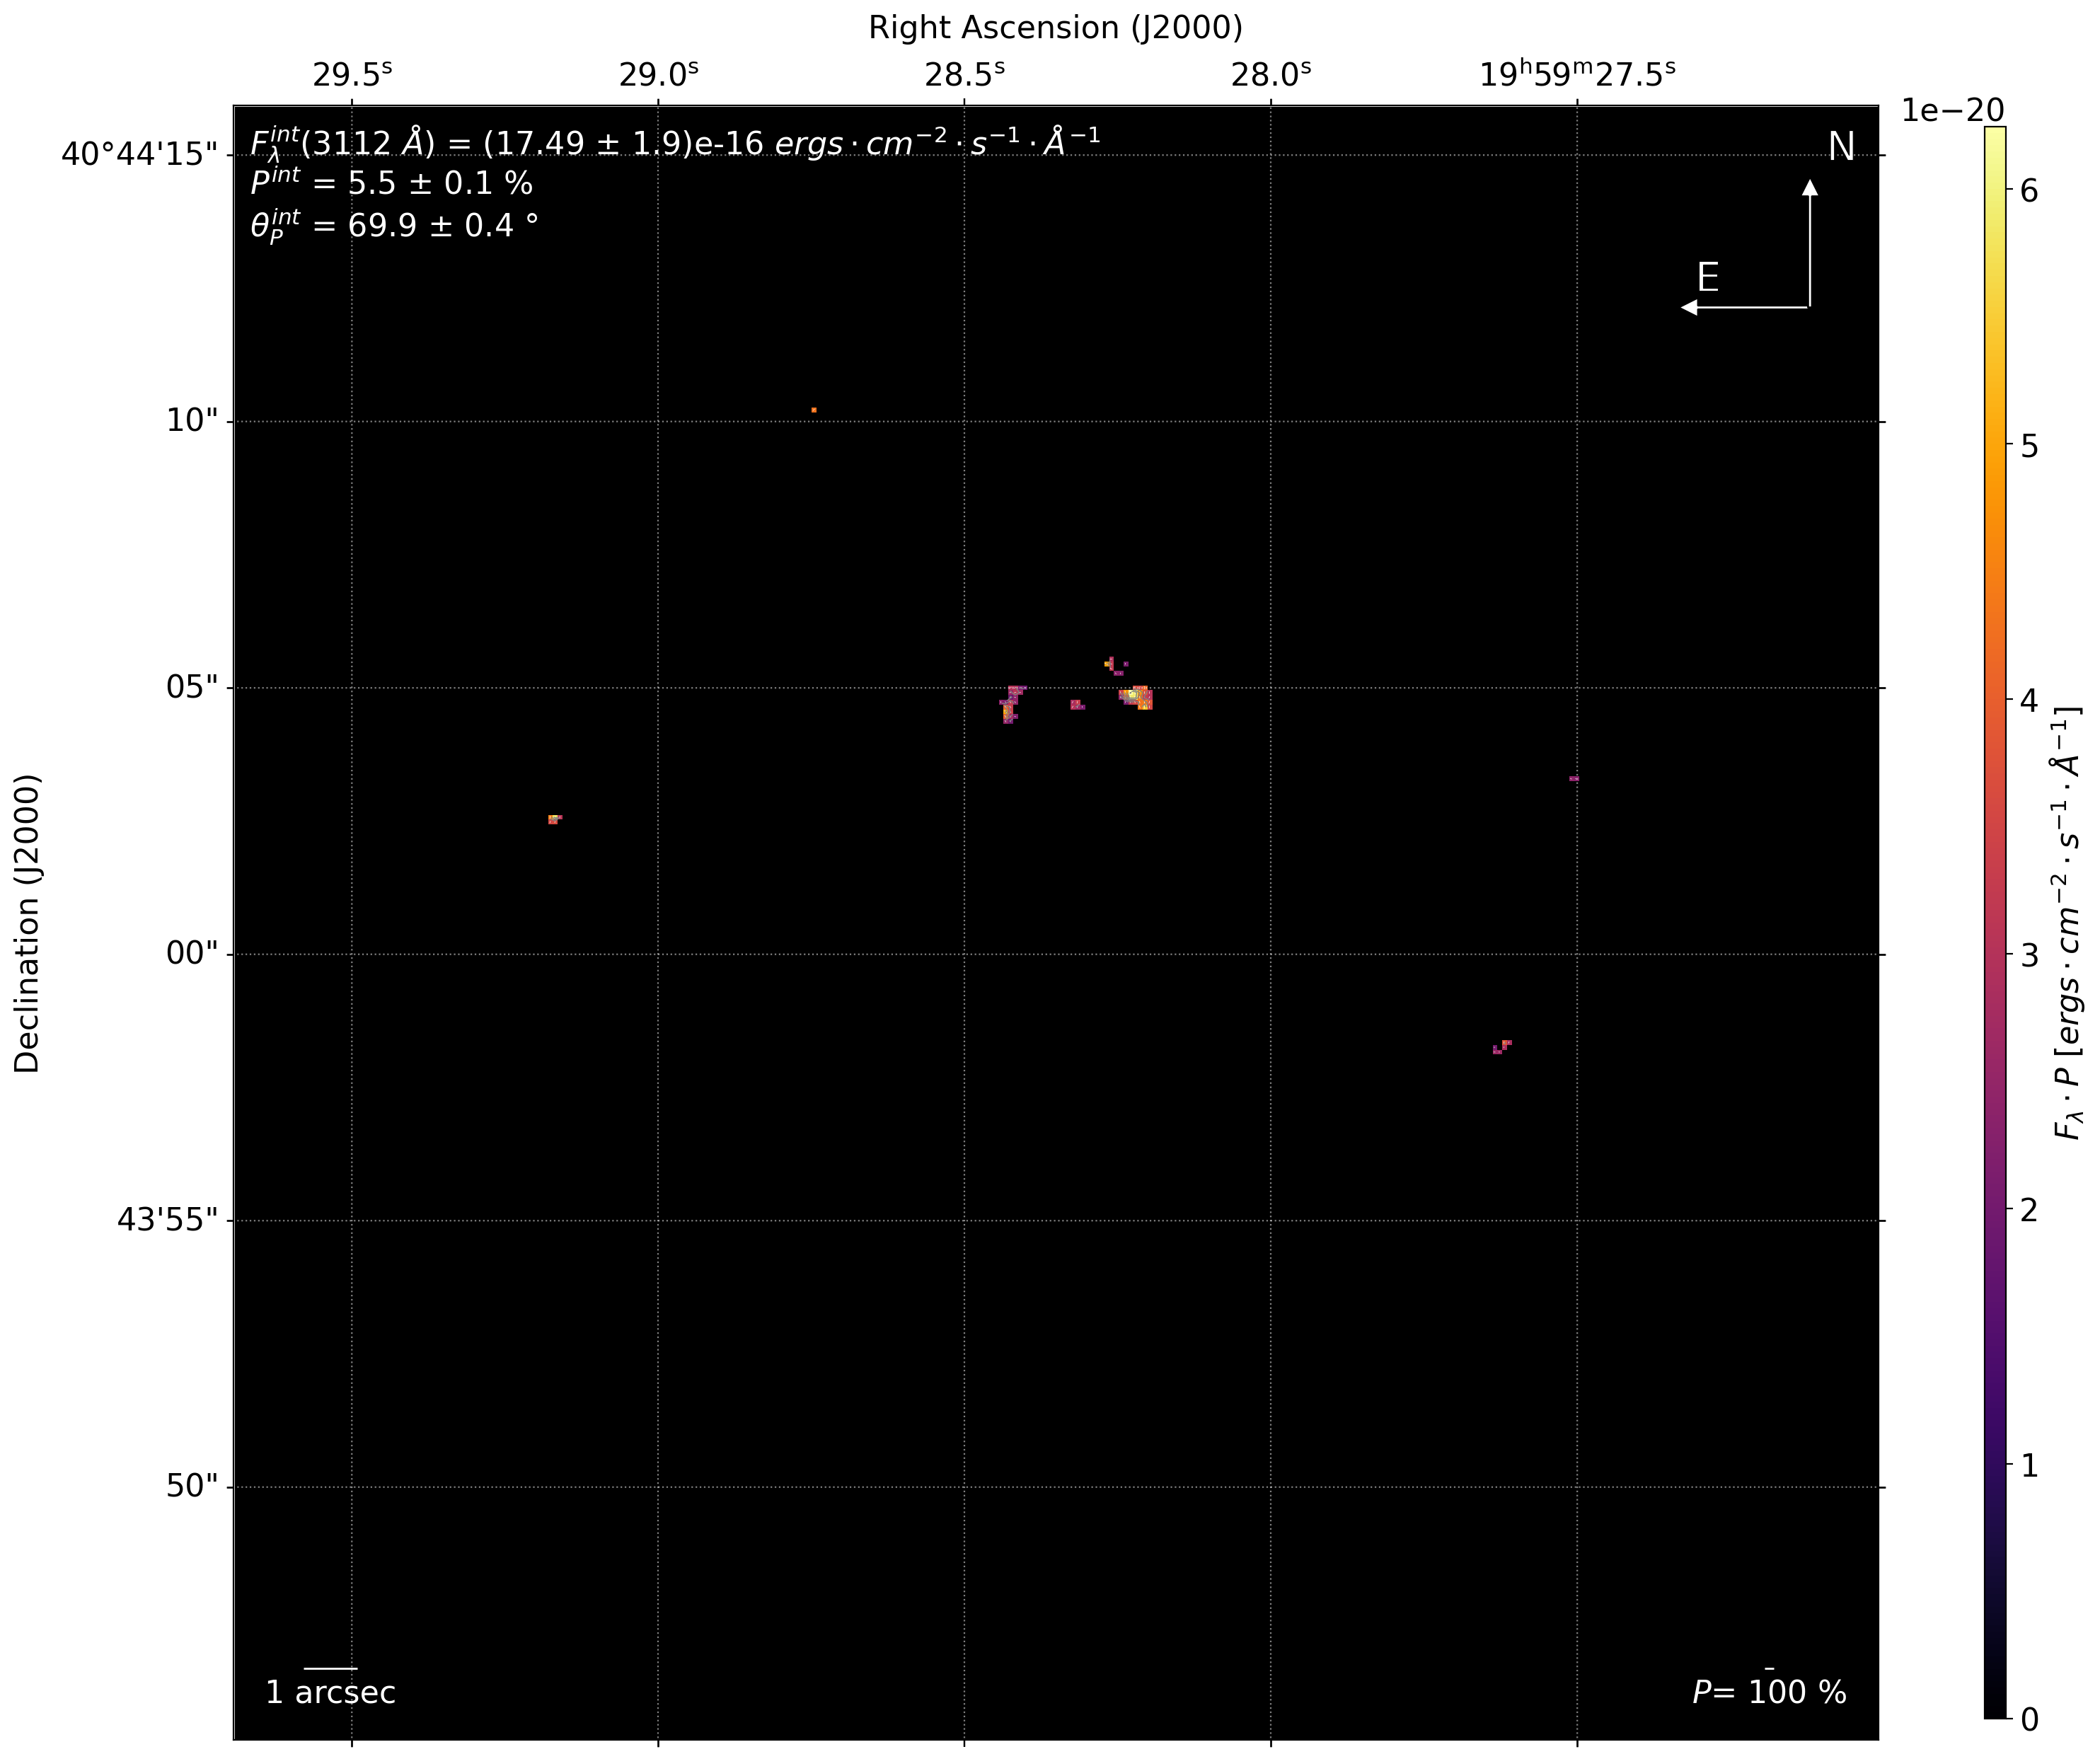 Right Ascension (J2000)
29.5ˢ 29.0ˢ 28.5ˢ 28.0ˢ 19ʰ59ᵐ27.5ˢ
1e−20
F_λ^int(3112 Å) = (17.49 ± 1.9)e-16 ergs · cm⁻² · s⁻¹ · Å⁻¹
P^int = 5.5 ± 0.1 %
θ_P^int = 69.9 ± 0.4 °
N
E
40°44'15"
10"
05"
00"
43'55"
50"
Declination (J2000)
1 arcsec
P= 100 %
6
5
4
3
2
1
0
F_λ · P [ergs · cm⁻² · s⁻¹ · Å⁻¹]